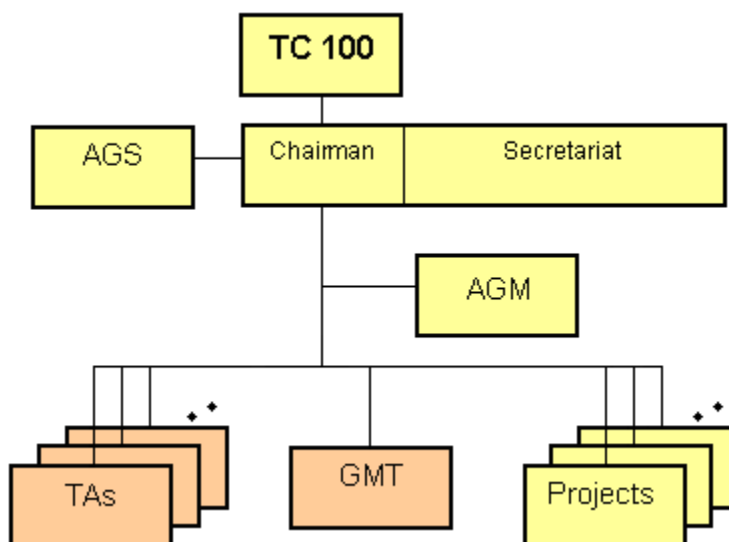 TC 100
AGS
Chairman
Secretariat
AGM
TAs
GMT
Projects